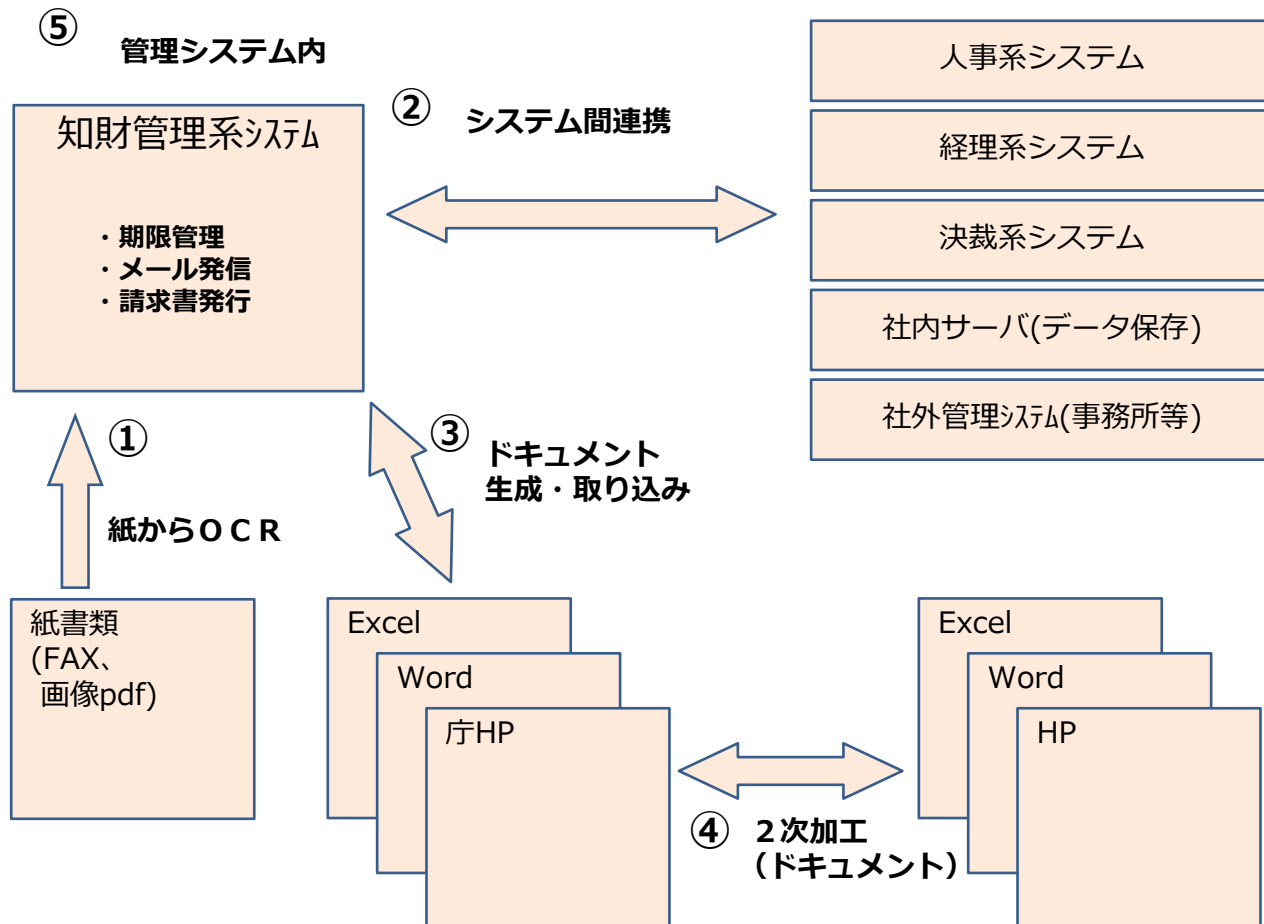 ⑤
管理システム内
知財管理系ｼｽﾃﾑ
・期限管理
・メール発信
・請求書発行
②
システム間連携
人事系システム
経理系システム
決裁系システム
社内サーバ(データ保存)
社外管理ｼｽﾃﾑ(事務所等)
①
紙からＯＣＲ
③
ドキュメント
生成・取り込み
紙書類
(FAX、
画像pdf)
Excel
Word
庁HP
④
２次加工
（ドキュメント）
Excel
Word
HP